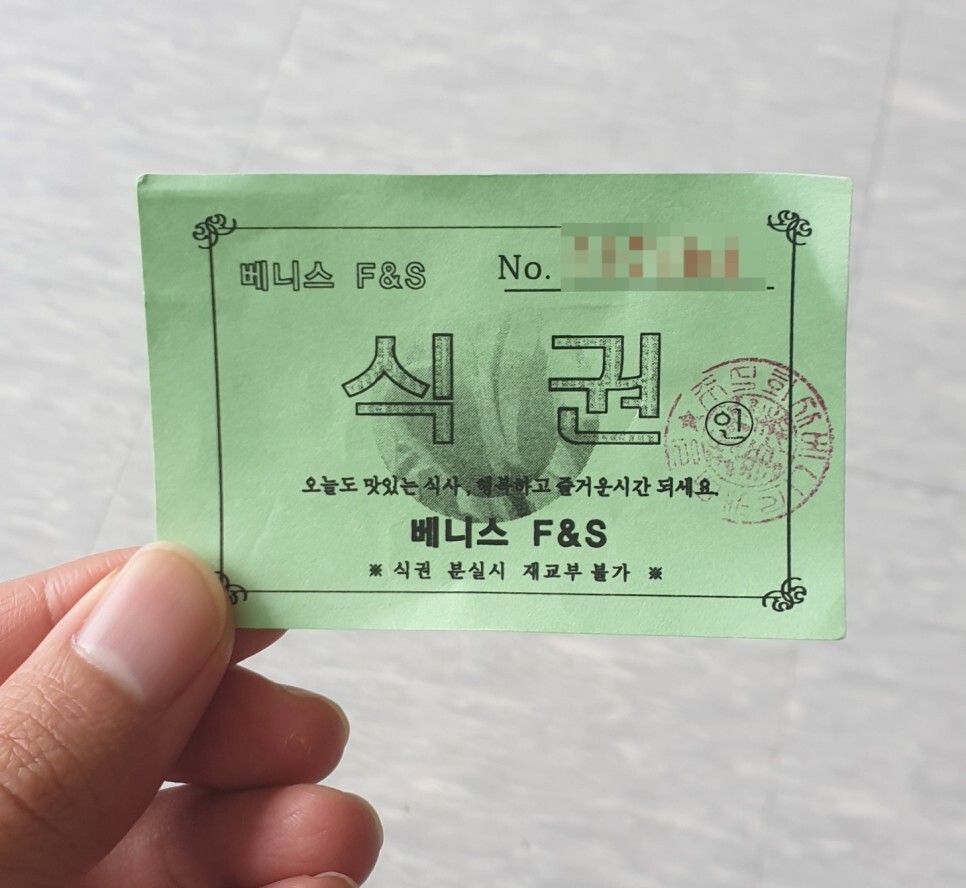 베니스 F&S No.
식 권 인
오늘도 맛있는 식사, 행복하고 즐거운시간 되세요.
베니스 F&S
※ 식권 분실시 재교부 불가 ※